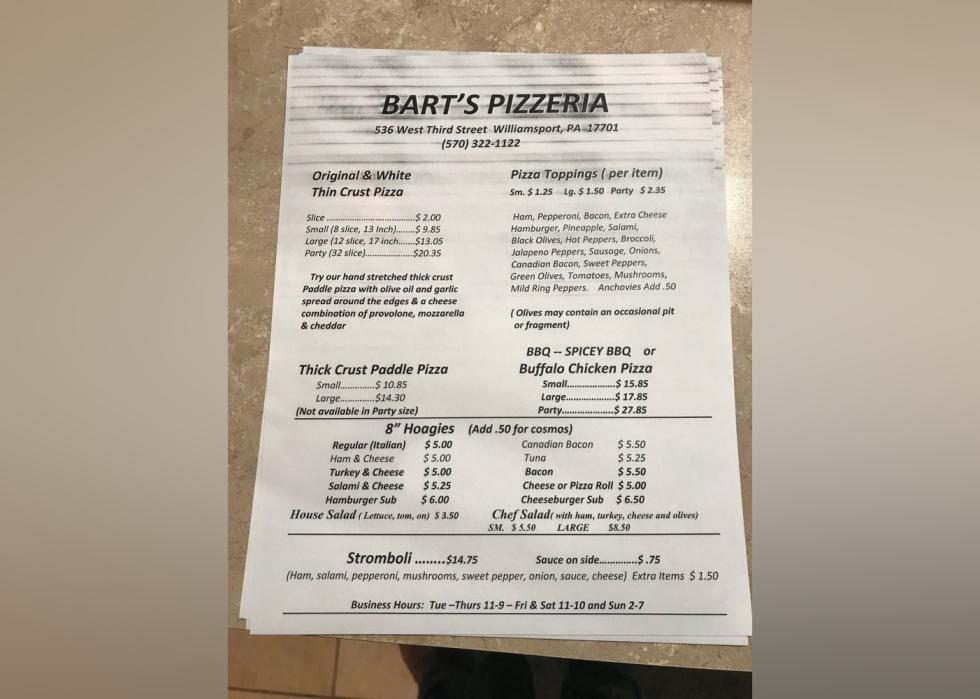 BART'S PIZZERIA
536 West Third Street Williamsport, PA 17701
(570) 322-1122
Original & White
Thin Crust Pizza
Slice ....................................$ 2.00
Small (8 slice, 13 Inch).......$ 9.85
Large (12 slice, 17 inch.......$13.05
Party (32 slice)............................$20.35
Try our hand stretched thick crust
Paddle pizza with olive oil and garlic
spread around the edges & a cheese
combination of provolone, mozzarella
& cheddar
Thick Crust Paddle Pizza
Small.............$ 10.85
Large.............$14.30
(Not available in Party size)
Pizza Toppings ( per item)
Sm. $ 1.25 Lg. $ 1.50 Party $ 2.35
Ham, Pepperoni, Bacon, Extra Cheese
Hamburger, Pineapple, Salami,
Black Olives, Hot Peppers, Broccoli,
Jalapeno Peppers, Sausage, Onions,
Canadian Bacon, Sweet Peppers,
Green Olives, Tomatoes, Mushrooms,
Mild Ring Peppers. Anchovies Add .50
( Olives may contain an occasional pit
or fragment)
BBQ -- SPICEY BBQ or
Buffalo Chicken Pizza
Small.....................$ 15.85
Large.....................$ 17.85
Party.....................$ 27.85
8" Hoagies (Add .50 for cosmos)
Regular (Italian) $ 5.00 Canadian Bacon $ 5.50
Ham & Cheese $ 5.00 Tuna $ 5.25
Turkey & Cheese $ 5.00 Bacon $ 5.50
Salami & Cheese $ 5.25 Cheese or Pizza Roll $ 5.00
Hamburger Sub $ 6.00 Cheeseburger Sub $ 6.50
House Salad ( Lettuce, tom, on) $ 3.50 Chef Salad( with ham, turkey, cheese and olives)
SM. $ 5.50 LARGE $8.50
Stromboli ........$14.75 Sauce on side..............$ .75
(Ham, salami, pepperoni, mushrooms, sweet pepper, onion, sauce, cheese) Extra Items $ 1.50
Business Hours: Tue –Thurs 11-9 – Fri & Sat 11-10 and Sun 2-7